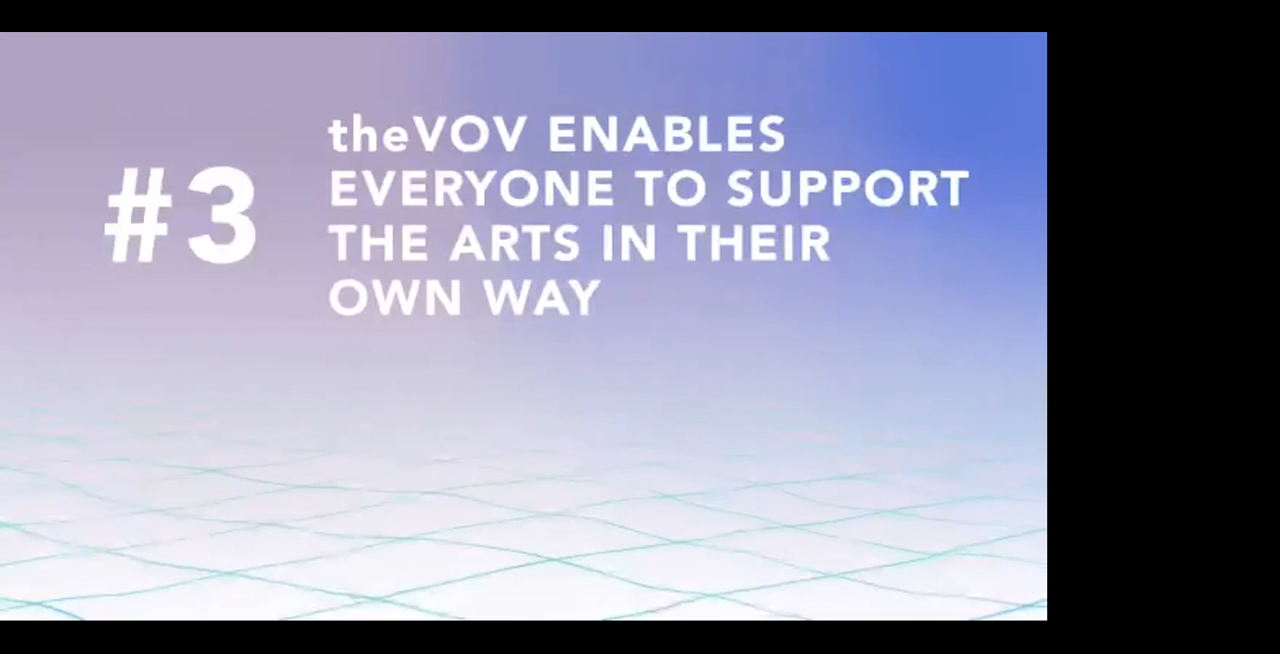 #3
theVOV ENABLES
EVERYONE TO SUPPORT
THE ARTS IN THEIR
OWN WAY